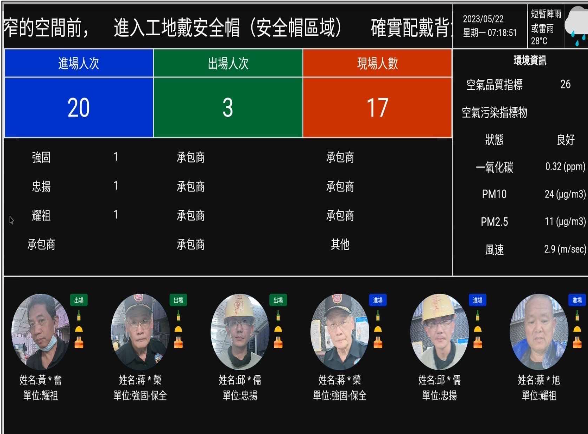 窄的空間前， 進入工地戴安全帽（安全帽區域） 確實配戴背
2023/05/22
星期一 07:18:51
短暫陣雨
或雷雨
28°C
進場人次 出場人次 現場人數
20 3 17
強固 1 承包商 承包商
忠揚 1 承包商 承包商
耀祖 1 承包商 承包商
承包商 承包商 其他
環境資訊
空氣品質指標 26
空氣污染指標物
狀態 良好
一氧化碳 0.32 (ppm)
PM10 24 (μg/m3)
PM2.5 11 (μg/m3)
風速 2.9 (m/sec)
出場 出場 出場 進場 進場 進場
姓名:黃*奮 姓名:蔣*榮 姓名:邱*儒 姓名:蔣*榮 姓名:邱*儒 姓名:蔡*旭
單位:耀祖 單位:強固-保全 單位:忠揚 單位:強固-保全 單位:忠揚 單位:耀祖